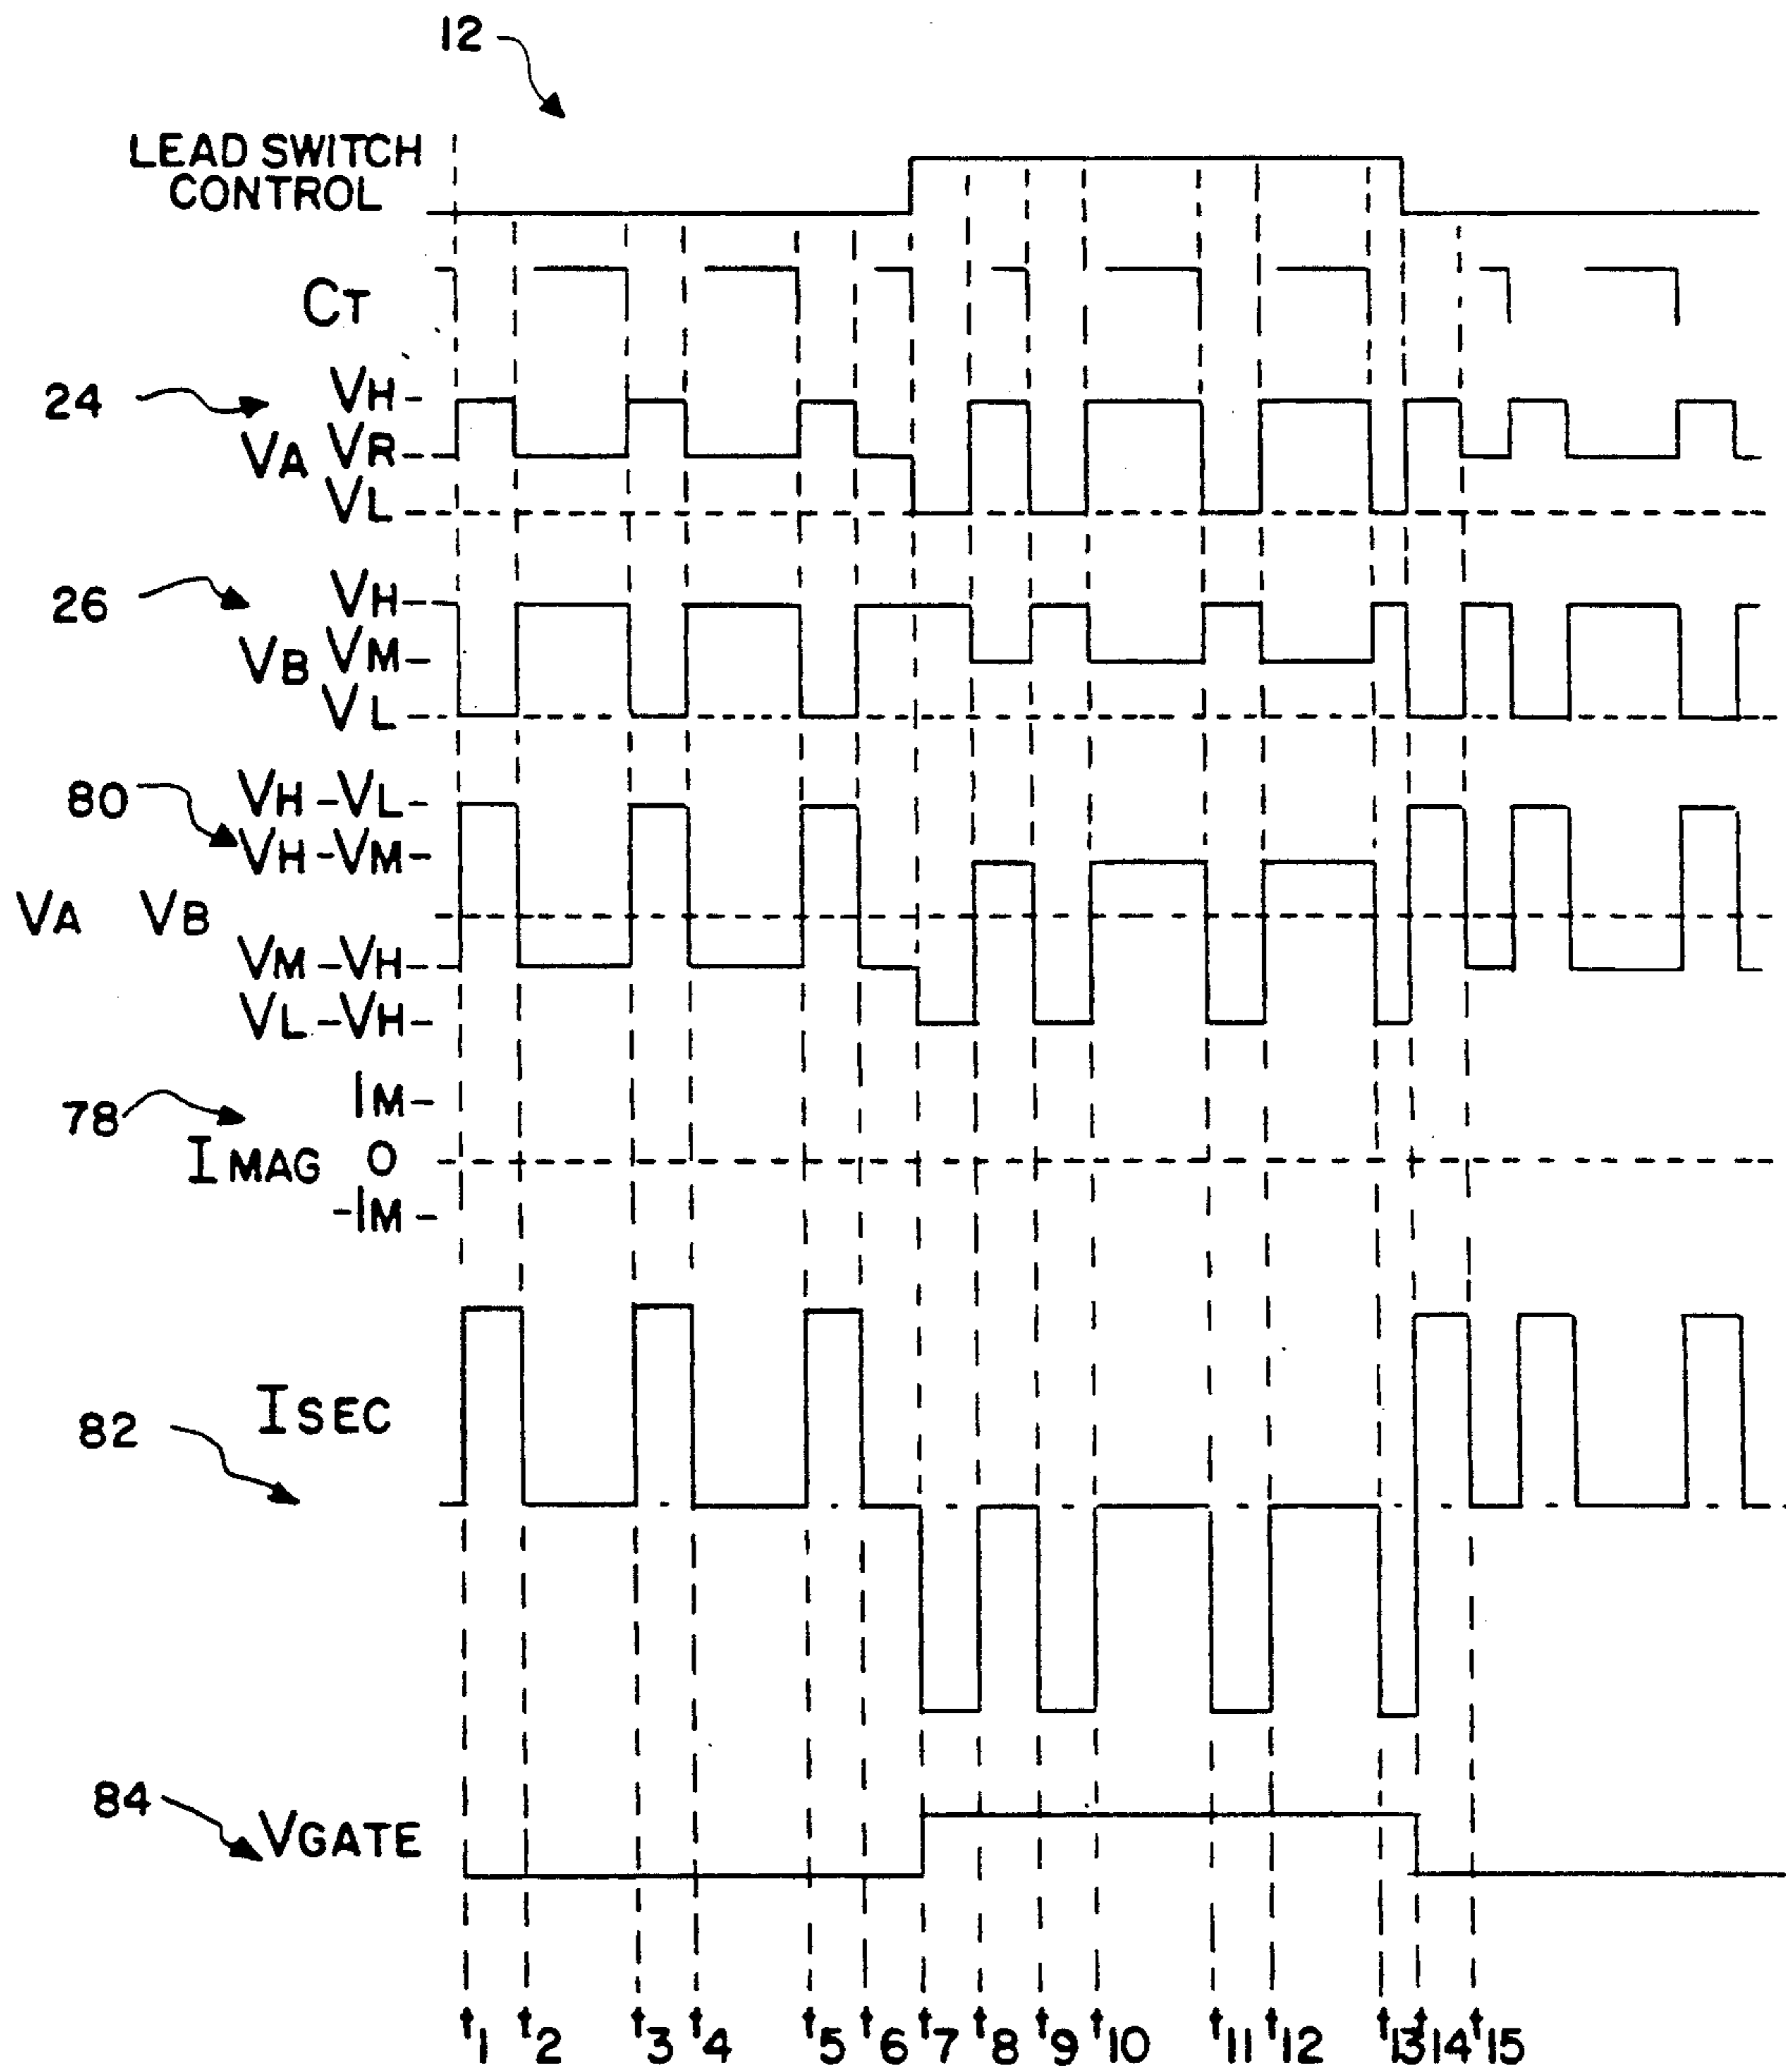 12
LEAD SWITCH
CONTROL
CT
24
VH
VA VR
VL
26
VH
VB VM
VL
80
VH-VL
VH-VM
VA VB
VM-VH
VL-VH
78
IM
IMAG 0
-IM
ISEC
82
84
VGATE
t1 t2 t3 t4 t5 t6 t7 t8 t9 t10 t11 t12 t13 t14 t15